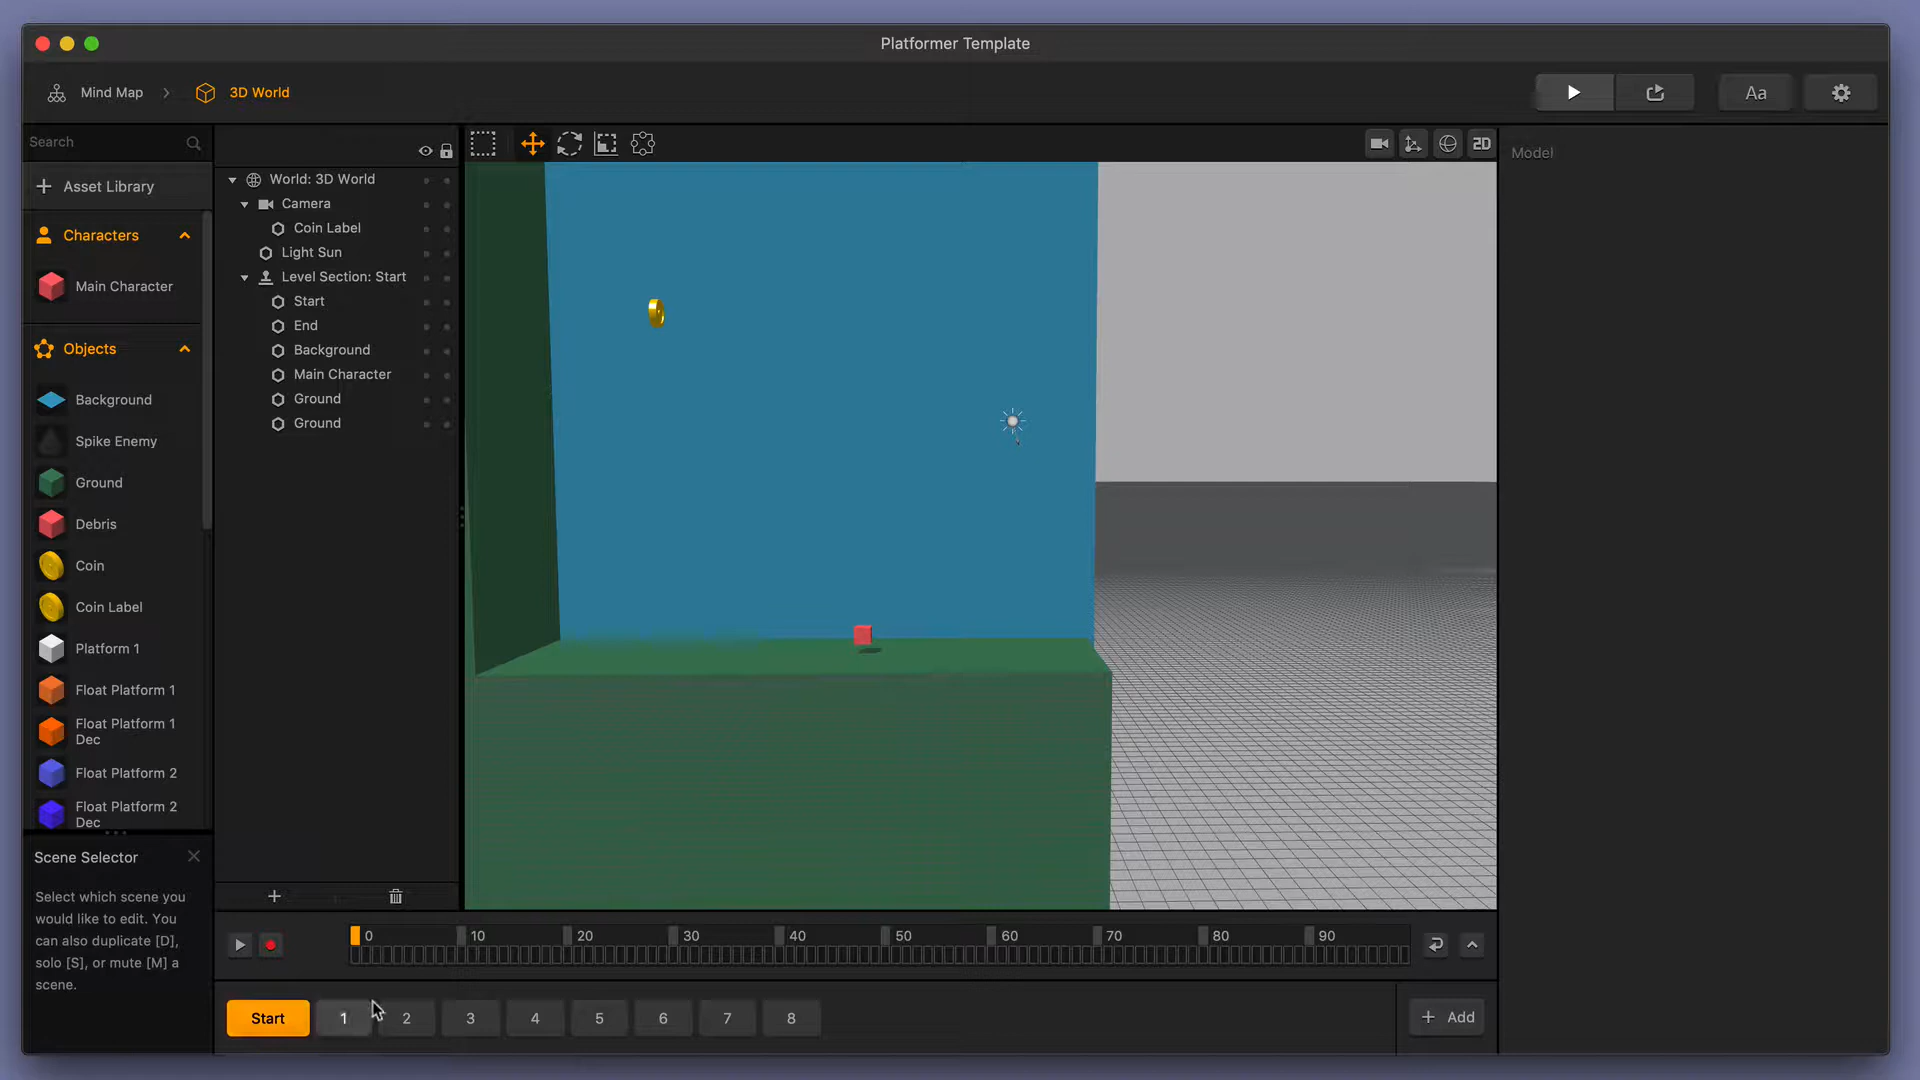 Platformer Template
Mind Map
3D World
Aa
Search
Asset Library
Characters
Main Character
Objects
Background
Spike Enemy
Ground
Debris
Coin
Coin Label
Platform 1
Float Platform 1
Float Platform 1
Dec
Float Platform 2
Float Platform 2
Dec
Scene Selector
Select which scene you
would like to edit. You
can also duplicate [D],
solo [S], or mute [M] a
scene.
World: 3D World
Camera
Coin Label
Light Sun
Level Section: Start
Start
End
Background
Main Character
Ground
Ground
2D
Model
0 10 20 30 40 50 60 70 80 90
Start 1 2 3 4 5 6 7 8
Add